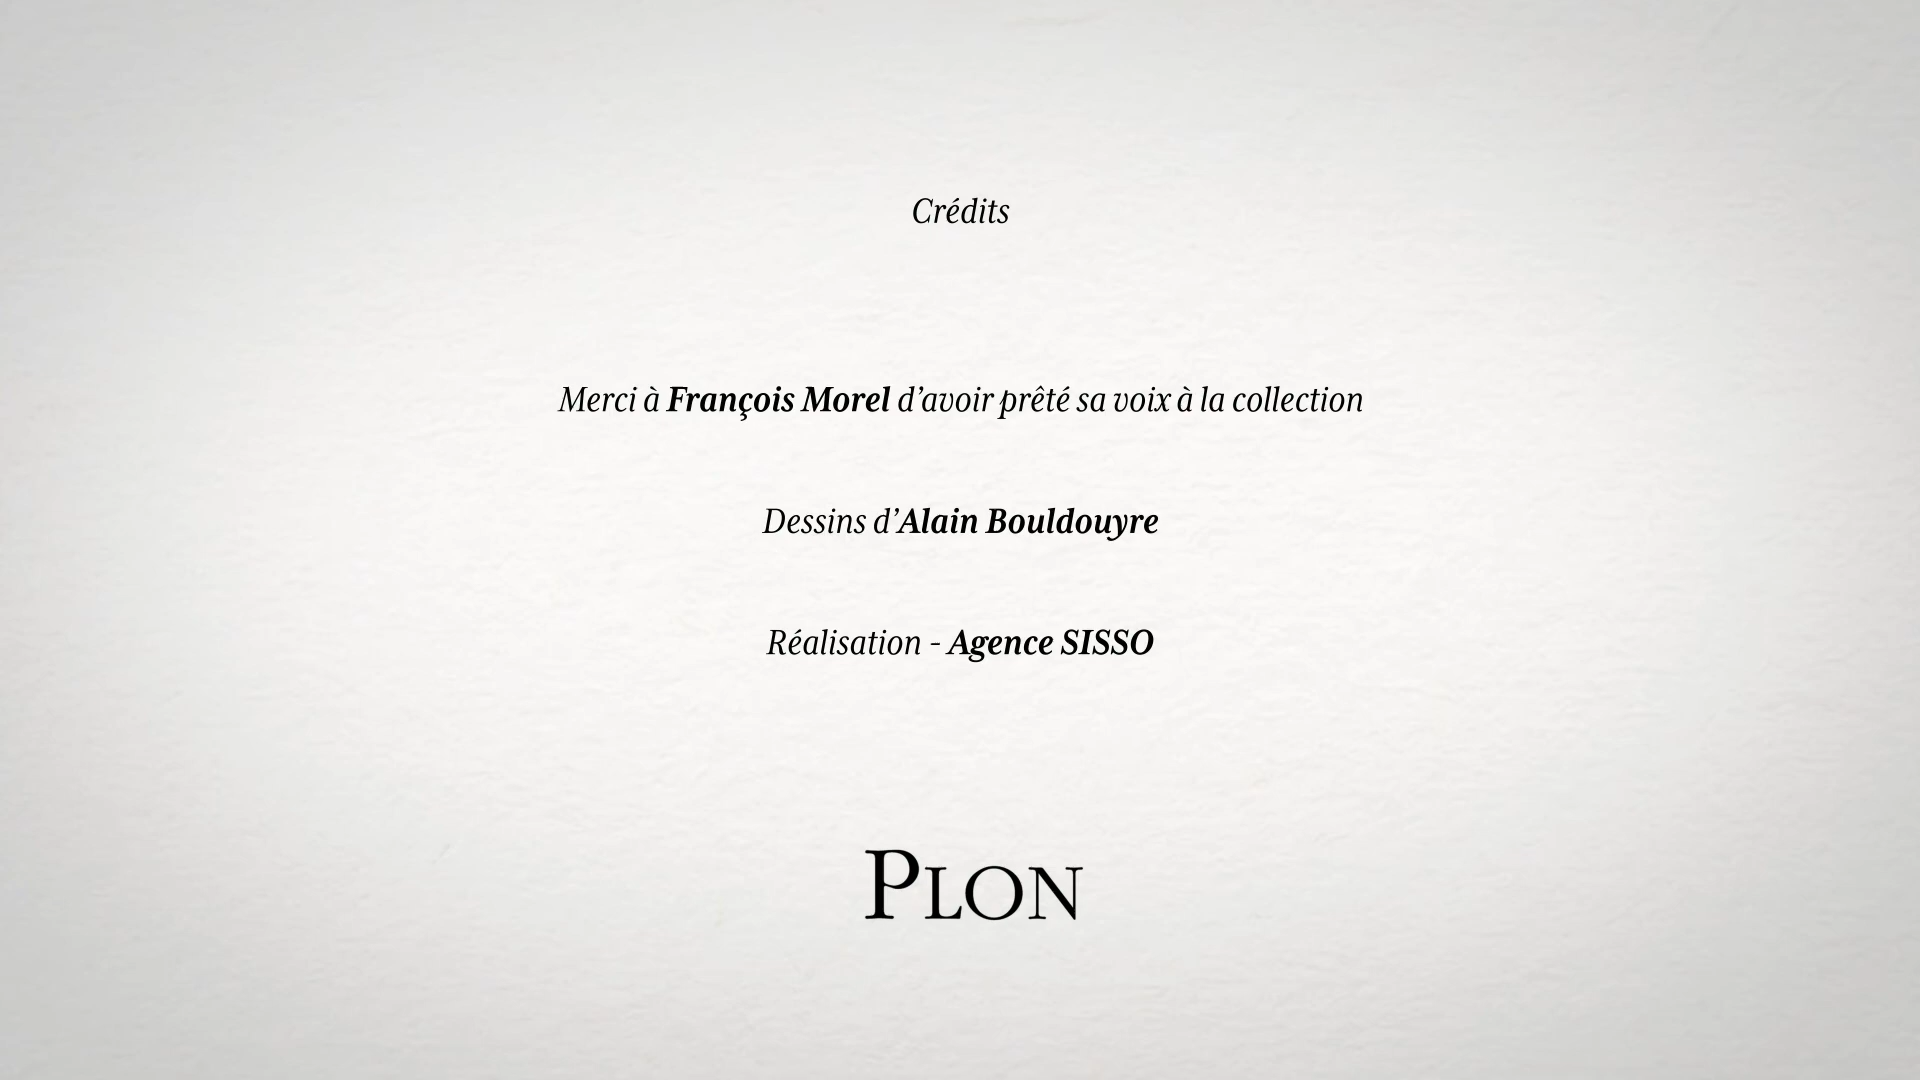 Crédits
Merci à François Morel d’avoir prêté sa voix à la collection
Dessins d’Alain Bouldouyre
Réalisation - Agence SISSO
PLON